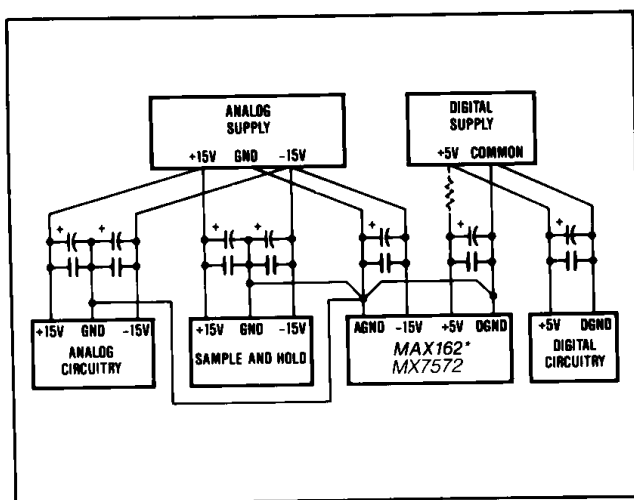 ANALOG
SUPPLY
+15V GND -15V
DIGITAL
SUPPLY
+5V COMMON
+ +
+ +
+
+
+
+15V GND -15V
ANALOG
CIRCUITRY
+15V GND -15V
SAMPLE AND HOLD
AGND -15V +5V DGND
MAX162*
MX7572
+5V DGND
DIGITAL
CIRCUITRY